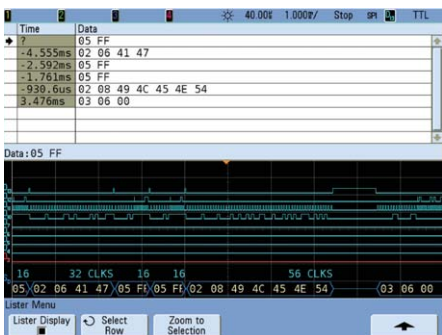 1 2 3 4 40.00% 1.000%/ Stop SPI TTL
Time Data
? 05 FF
-4.555ms 02 06 41 47
-2.592ms 05 FF
-1.761ms 05 FF
-930.6us 02 08 49 4C 45 4E 54
3.476ms 03 06 00
Data:05 FF
16 32 CLKS 16 16 56 CLKS
05 02 06 41 47 05 FF 05 FF 02 08 49 4C 45 4E 54 03 06 00
Lister Menu
Lister Display Select Row Zoom to Selection